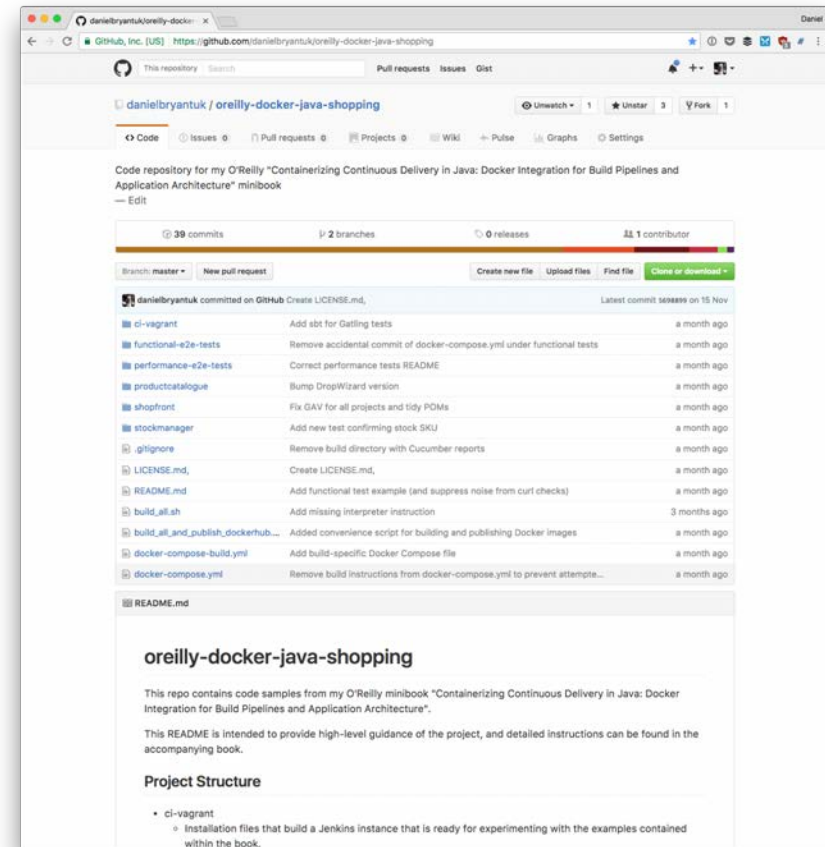 danielbryantuk/oreilly-docker- Daniel
GitHub, Inc. [US] https://github.com/danielbryantuk/oreilly-docker-java-shopping
This repository Search Pull requests Issues Gist
danielbryantuk / oreilly-docker-java-shopping Unwatch 1 Unstar 3 Fork 1
Code Issues 0 Pull requests 0 Projects 0 Wiki Pulse Graphs Settings
Code repository for my O'Reilly "Containerizing Continuous Delivery in Java: Docker Integration for Build Pipelines and
Application Architecture" minibook
— Edit
39 commits 2 branches 0 releases 1 contributor
Branch: master New pull request Create new file Upload files Find file Clone or download
danielbryantuk committed on GitHub Create LICENSE.md, Latest commit 5698899 on 15 Nov
ci-vagrant Add sbt for Gatling tests a month ago
functional-e2e-tests Remove accidental commit of docker-compose.yml under functional tests a month ago
performance-e2e-tests Correct performance tests README a month ago
productcatalogue Bump DropWizard version a month ago
shopfront Fix GAV for all projects and tidy POMs a month ago
stockmanager Add new test confirming stock SKU a month ago
.gitignore Remove build directory with Cucumber reports a month ago
LICENSE.md, Create LICENSE.md, a month ago
README.md Add functional test example (and suppress noise from curl checks) a month ago
build_all.sh Add missing interpreter instruction 3 months ago
build_all_and_publish_dockerhub.... Added convenience script for building and publishing Docker images a month ago
docker-compose-build.yml Add build-specific Docker Compose file a month ago
docker-compose.yml Remove build instructions from docker-compose.yml to prevent attempte... a month ago
README.md
oreilly-docker-java-shopping
This repo contains code samples from my O'Reilly minibook "Containerizing Continuous Delivery in Java: Docker
Integration for Build Pipelines and Application Architecture".
This README is intended to provide high-level guidance of the project, and detailed instructions can be found in the
accompanying book.
Project Structure
• ci-vagrant
◦ Installation files that build a Jenkins instance that is ready for experimenting with the examples contained
within the book.